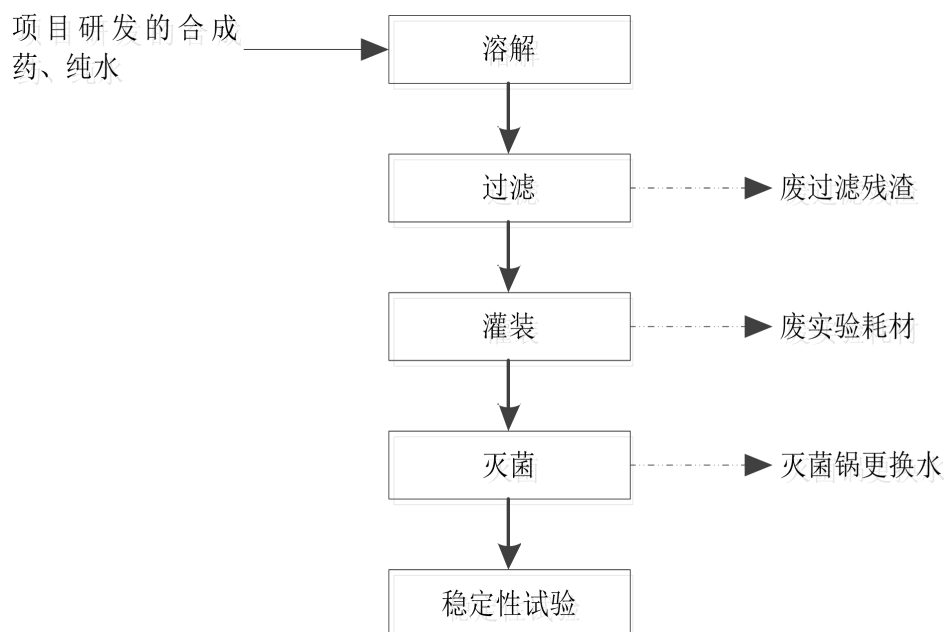 项目研发的合成
药、纯水
溶解
过滤
废过滤残渣
灌装
废实验耗材
灭菌
灭菌锅更换水
稳定性试验